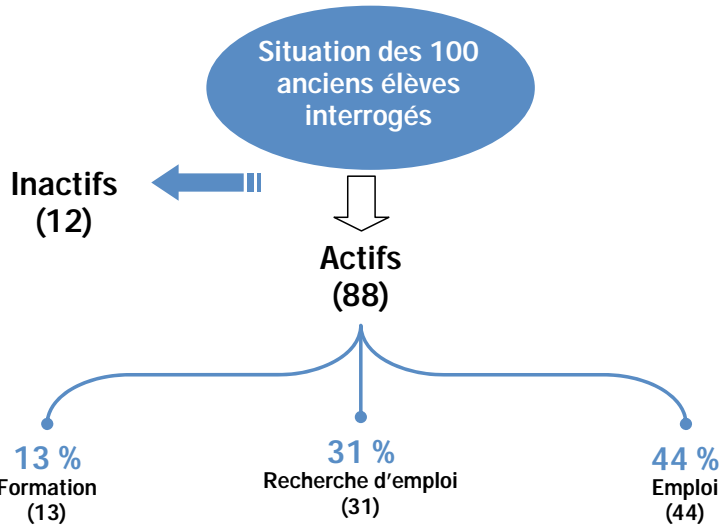 Situation des 100
anciens élèves
interrogés
Inactifs
(12)
Actifs
(88)
13 %
Formation
(13)
31 %
Recherche d'emploi
(31)
44 %
Emploi
(44)